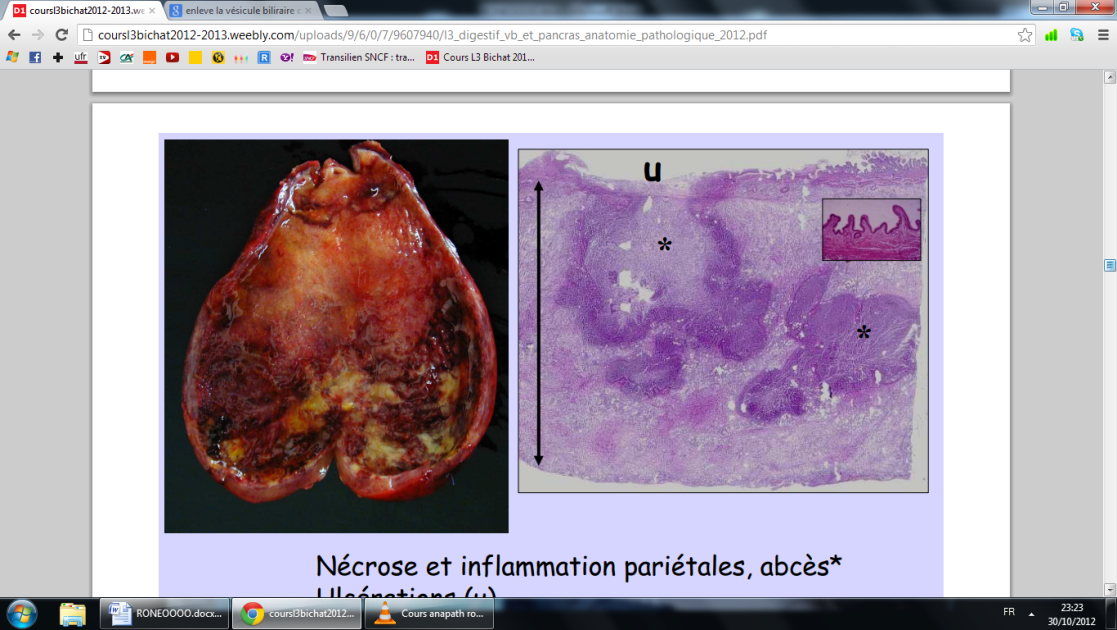 coursl3bichat2012-2013.we
enleve la vésicule biliraire c
coursl3bichat2012-2013.weebly.com/uploads/9/6/0/7/9607940/l3_digestif_vb_et_pancras_anatomie_pathologique_2012.pdf
Transilien SNCF : tra...
Cours L3 Bichat 201...
u
*
*
Nécrose et inflammation pariétales, abcès*
Ulcérations (u)
RONEOOOO.docx...
coursl3bichat2012...
Cours anapath ro...
FR
23:23
30/10/2012